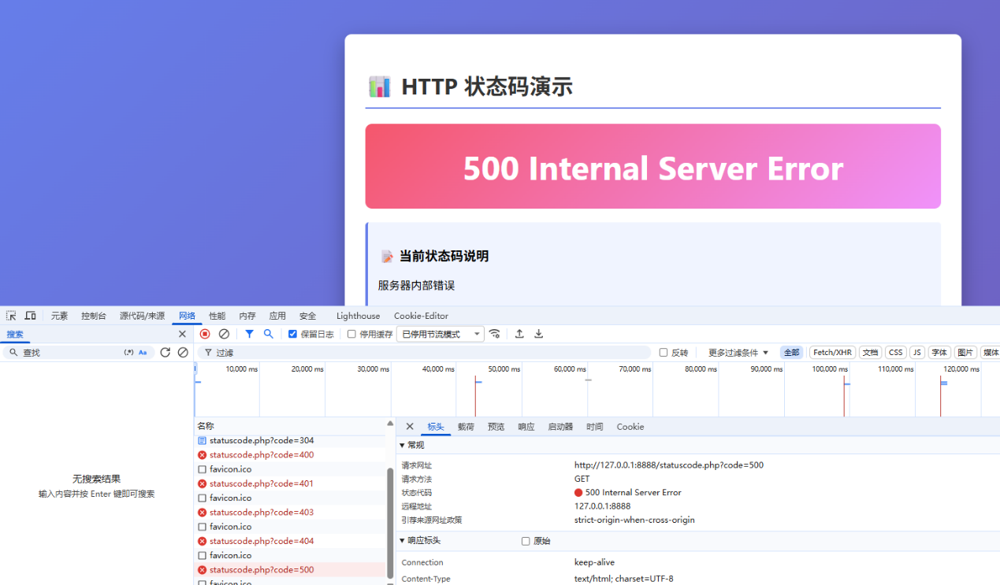 HTTP 状态码演示
500 Internal Server Error
当前状态码说明
服务器内部错误
元素 控制台 源代码/来源 网络 性能 内存 应用 安全 Lighthouse Cookie-Editor
搜索
保留日志 停用缓存 已停用节流模式
查找 (.*) Aa
过滤 反转 更多过滤条件 全部 Fetch/XHR 文档 CSS JS 字体 图片 媒体
10,000 ms 20,000 ms 30,000 ms 40,000 ms 50,000 ms 60,000 ms 70,000 ms 80,000 ms 90,000 ms 100,000 ms 110,000 ms 120,000 ms
无搜索结果
输入内容并按 Enter 键即可搜索
名称
statuscode.php?code=304
statuscode.php?code=400
favicon.ico
statuscode.php?code=401
favicon.ico
statuscode.php?code=403
favicon.ico
statuscode.php?code=404
favicon.ico
statuscode.php?code=500
favicon.ico
标头 载荷 预览 响应 启动器 时间 Cookie
常规
请求网址 http://127.0.0.1:8888/statuscode.php?code=500
请求方法 GET
状态代码 500 Internal Server Error
远程地址 127.0.0.1:8888
引荐来源网址政策 strict-origin-when-cross-origin
响应标头 原始
Connection keep-alive
Content-Type text/html; charset=UTF-8